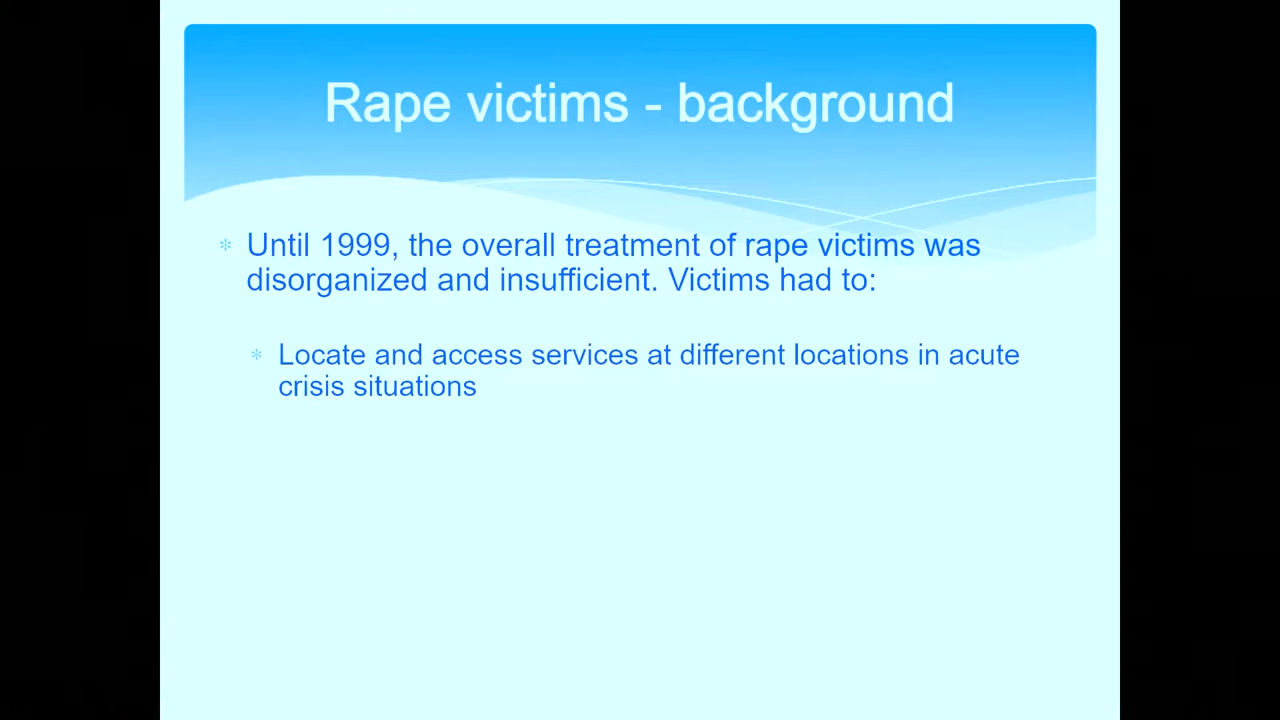 Rape victims - background
* Until 1999, the overall treatment of rape victims was
disorganized and insufficient. Victims had to:
* Locate and access services at different locations in acute
crisis situations